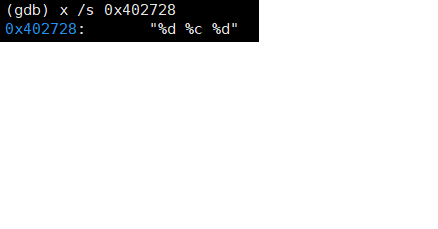 (gdb) x /s 0x402728
0x402728:       "%d %c %d"